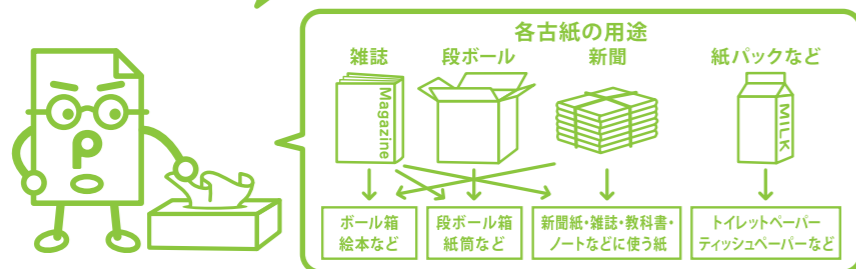 各古紙の用途
雑誌
段ボール
新聞
紙パックなど
Magazine
MILK
P
ボール箱
絵本など
段ボール箱
紙筒など
新聞紙・雑誌・教科書・
ノートなどに使う紙
トイレットペーパー
ティッシュペーパーなど